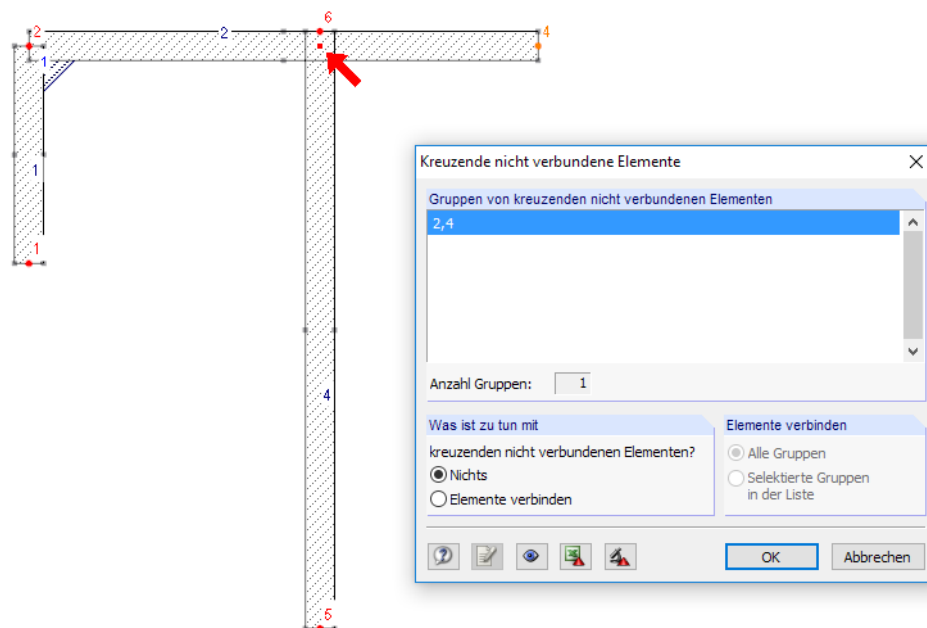 6
2
2
4
1
1
1
4
5
Kreuzende nicht verbundene Elemente
Gruppen von kreuzenden nicht verbundenen Elementen
2,4
Anzahl Gruppen: 1
Was ist zu tun mit
kreuzenden nicht verbundenen Elementen?
Nichts
Elemente verbinden
Elemente verbinden
Alle Gruppen
Selektierte Gruppen
in der Liste
OK
Abbrechen